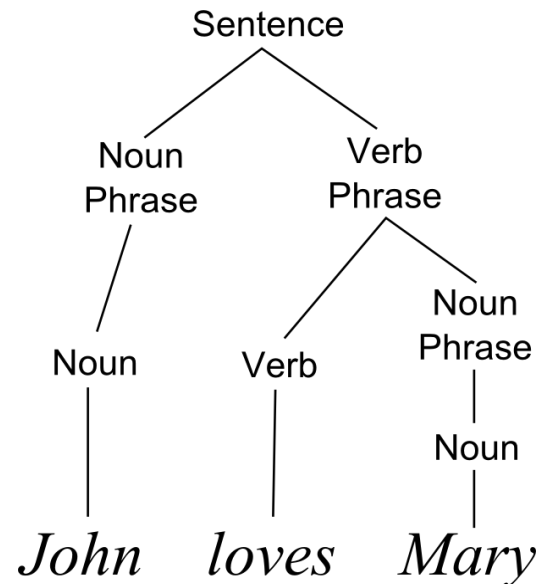 Sentence
Noun
Phrase
Verb
Phrase
Noun
Verb
Noun
Phrase
Noun
John loves Mary